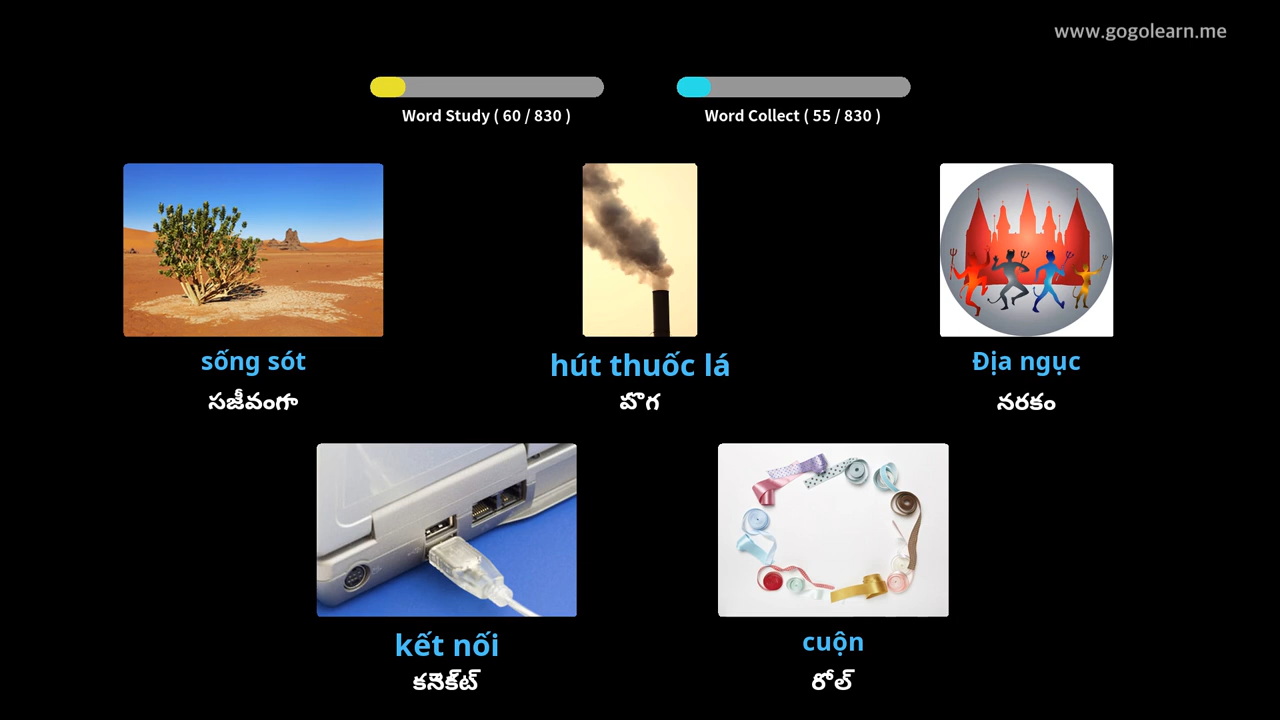 www.gogolearn.me
Word Study ( 60 / 830 )
Word Collect ( 55 / 830 )
sống sót
సజీవంగా
hút thuốc lá
పొగ
Địa ngục
నరకం
kết nối
కనెక్ట్
cuộn
రోల్